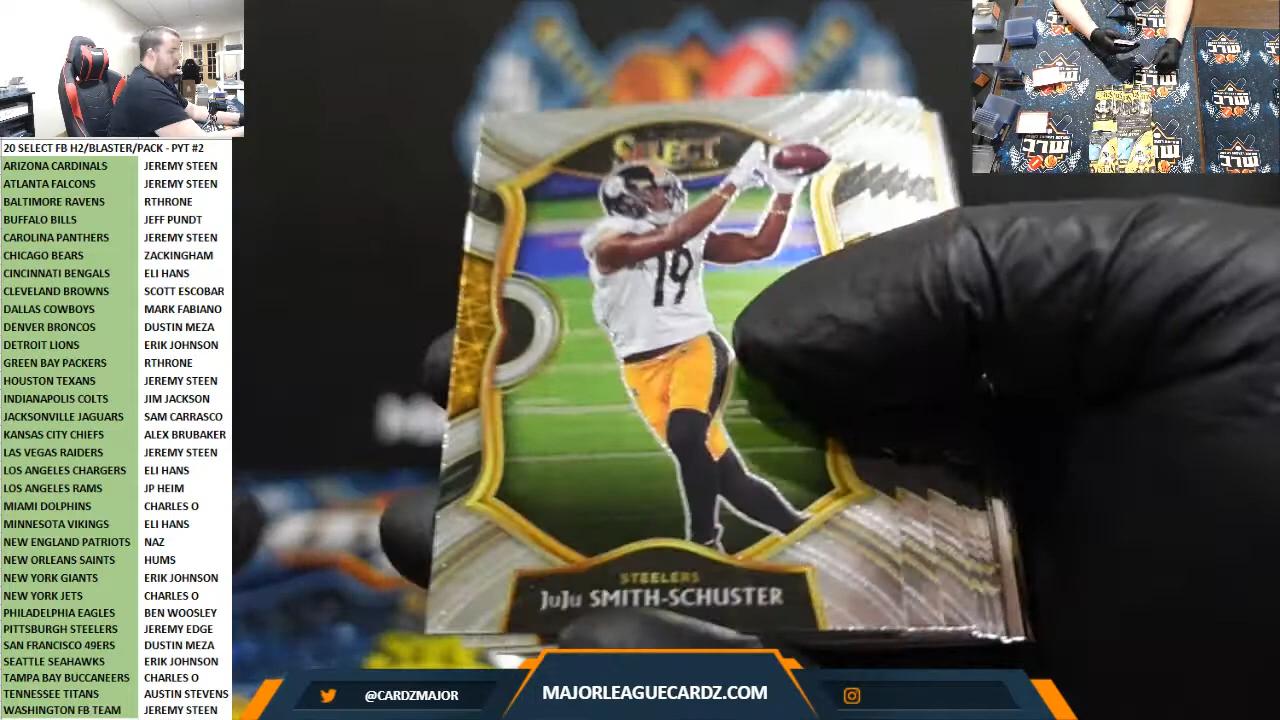 20 SELECT FB H2/BLASTER/PACK - PYT #2
ARIZONA CARDINALS JEREMY STEEN
ATLANTA FALCONS JEREMY STEEN
BALTIMORE RAVENS RTHRONE
BUFFALO BILLS JEFF PUNDT
CAROLINA PANTHERS JEREMY STEEN
CHICAGO BEARS ZACKINGHAM
CINCINNATI BENGALS ELI HANS
CLEVELAND BROWNS SCOTT ESCOBAR
DALLAS COWBOYS MARK FABIANO
DENVER BRONCOS DUSTIN MEZA
DETROIT LIONS ERIK JOHNSON
GREEN BAY PACKERS RTHRONE
HOUSTON TEXANS JEREMY STEEN
INDIANAPOLIS COLTS JIM JACKSON
JACKSONVILLE JAGUARS SAM CARRASCO
KANSAS CITY CHIEFS ALEX BRUBAKER
LAS VEGAS RAIDERS JEREMY STEEN
LOS ANGELES CHARGERS ELI HANS
LOS ANGELES RAMS JP HEIM
MIAMI DOLPHINS CHARLES O
MINNESOTA VIKINGS ELI HANS
NEW ENGLAND PATRIOTS NAZ
NEW ORLEANS SAINTS HUMS
NEW YORK GIANTS ERIK JOHNSON
NEW YORK JETS CHARLES O
PHILADELPHIA EAGLES BEN WOOSLEY
PITTSBURGH STEELERS JEREMY EDGE
SAN FRANCISCO 49ERS DUSTIN MEZA
SEATTLE SEAHAWKS ERIK JOHNSON
TAMPA BAY BUCCANEERS CHARLES O
TENNESSEE TITANS AUSTIN STEVENS
WASHINGTON FB TEAM JEREMY STEEN
SELECT
19
STEELERS
JuJu SMITH-SCHUSTER
@CARDZMAJOR
MAJORLEAGUECARDZ.COM